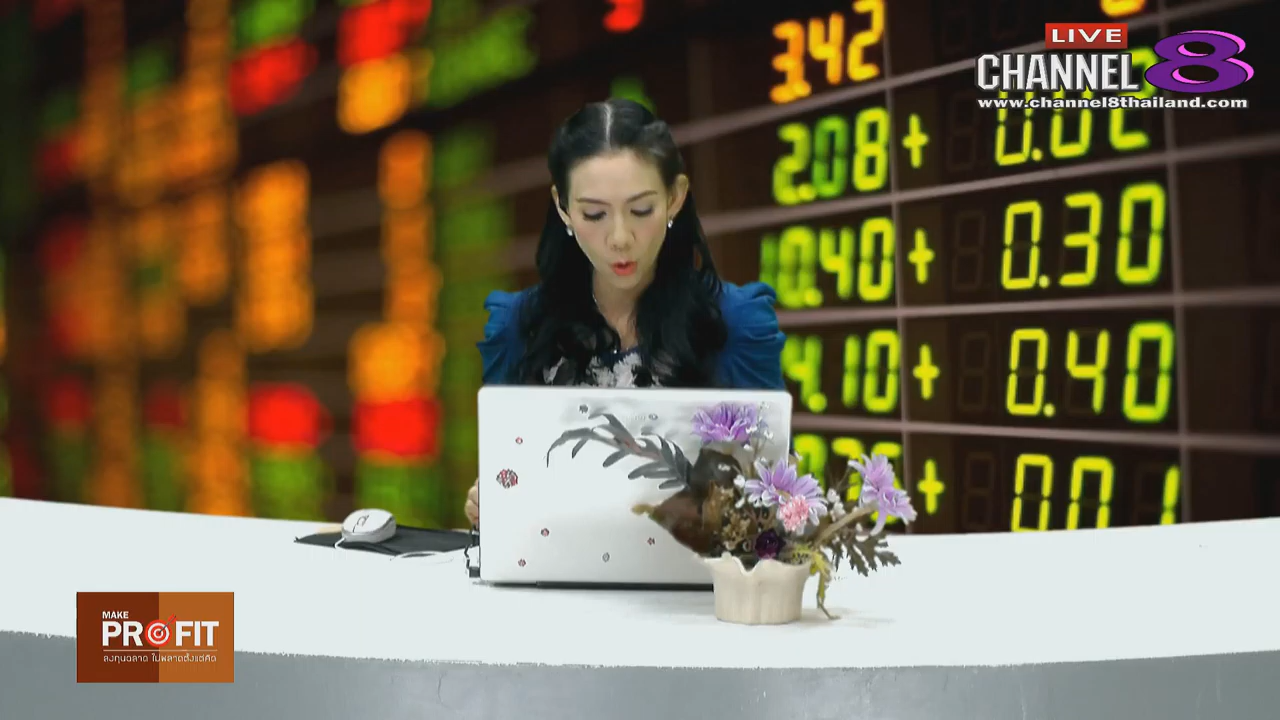 LIVE
CHANNEL 8
www.channel8thailand.com
3.42
2.08 + 0.02
10.40 + 0.30
4.10 + 0.40
+ 0.01
MAKE
PROFIT
ลงทุนฉลาด ไม่พลาดตั้งแต่คิด